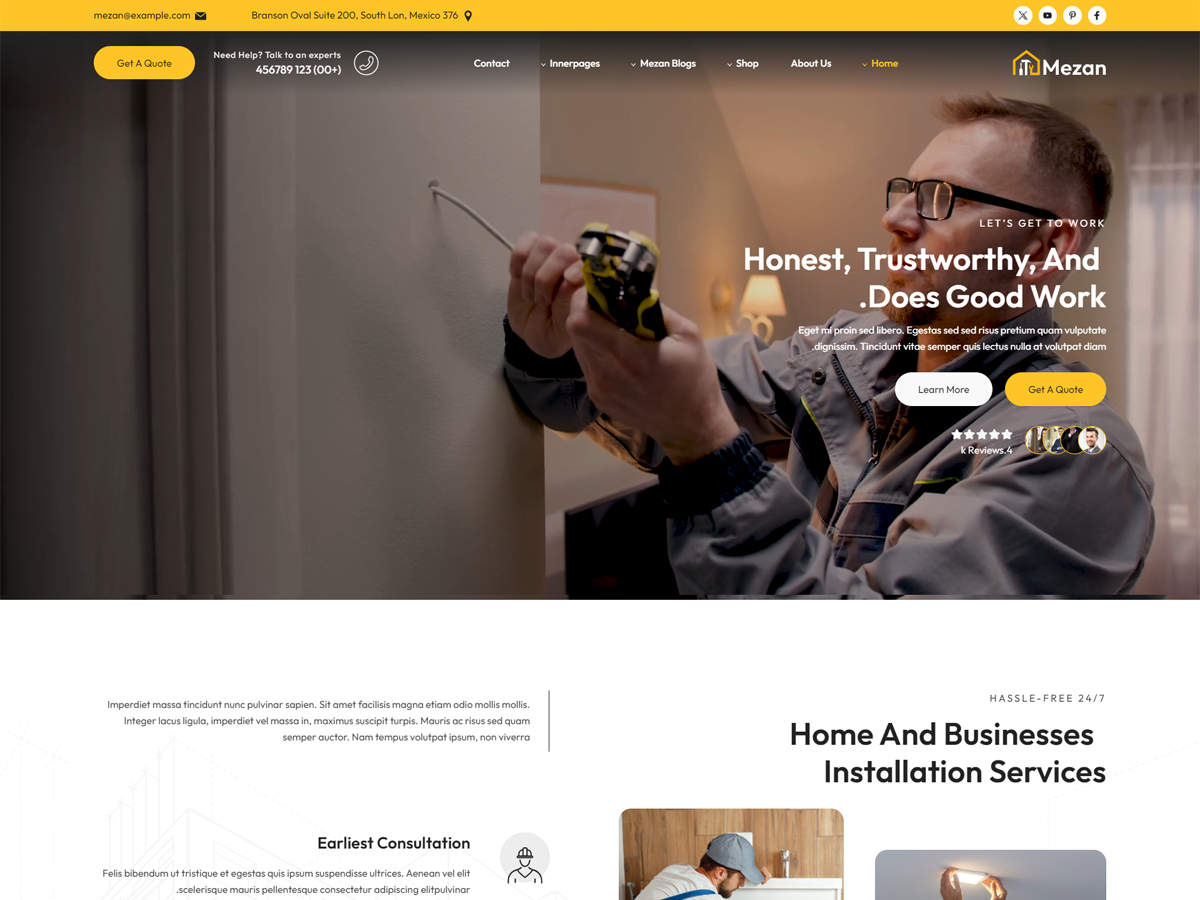 mezan@example.com
Branson Oval Suite 200, South Lon, Mexico 376
Get A Quote
Need Help? Talk to an experts
456789 123 (00+)
Contact
Innerpages
Mezan Blogs
Shop
About Us
Home
Mezan
LET'S GET TO WORK
Honest, Trustworthy, And
.Does Good Work
Eget mi proin sed libero. Egestas sed sed risus pretium quam vulputate
.dignissim. Tincidunt vitae semper quis lectus nulla at volutpat diam
Learn More
Get A Quote
k Reviews.4
HASSLE-FREE 24/7
Home And Businesses
Installation Services
Imperdiet massa tincidunt nunc pulvinar sapien. Sit amet facilisis magna etiam odio mollis mollis.
Integer lacus ligula, imperdiet vel massa in, maximus suscipit turpis. Mauris ac risus sed quam
semper auctor. Nam tempus volutpat ipsum, non viverra
Earliest Consultation
Felis bibendum ut tristique et egestas quis ipsum suspendisse ultrices. Aenean vel elit
.scelerisque mauris pellentesque consectetur adipiscing elitpulvinar